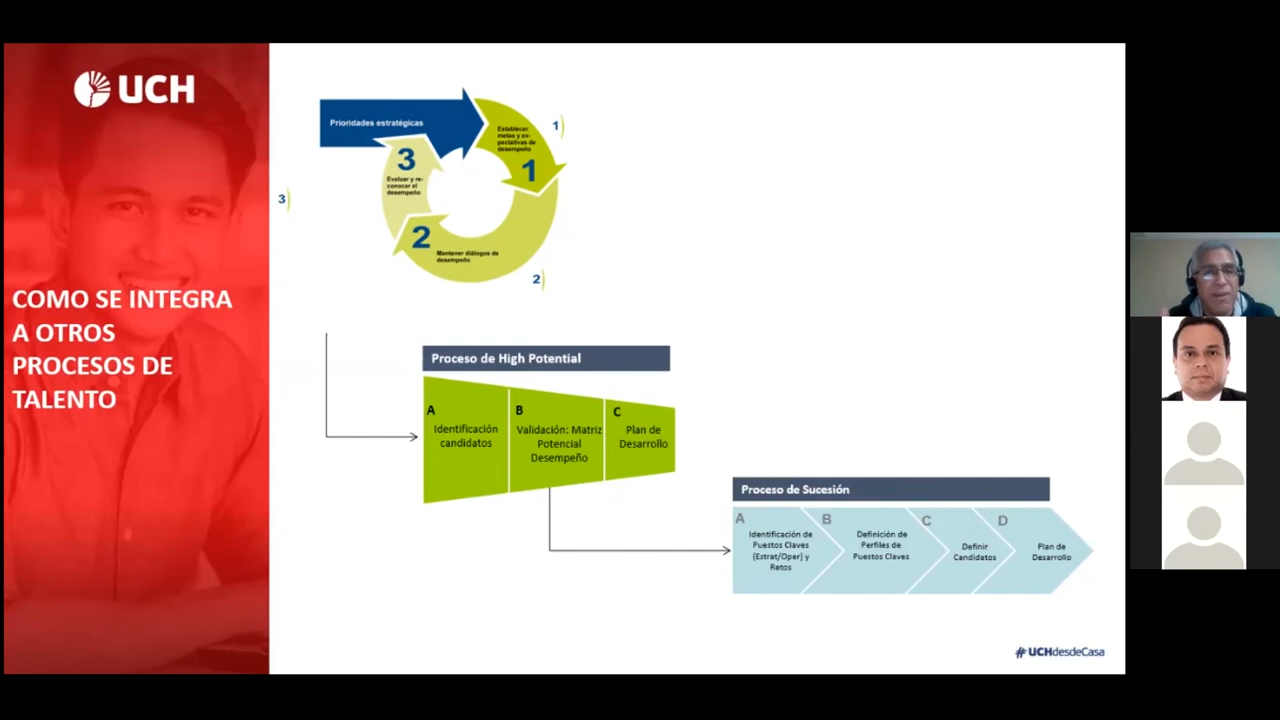 UCH
COMO SE INTEGRA
A OTROS
PROCESOS DE
TALENTO
Prioridades estratégicas
Establecer
metas y ex-
pectativas de
desempeño
1
1
3
Evaluar y re-
conocer el
desempeño
3
2
Mantener diálogos de
desempeño
2
Proceso de High Potential
A
Identificación
candidatos
B
Validación: Matriz
Potencial
Desempeño
C
Plan de
Desarrollo
Proceso de Sucesión
A
Identificación de
Puestos Claves
(Estrat/Oper) y
Retos
B
Definición de
Perfiles de
Puestos Claves
C
Definir
Candidatos
D
Plan de
Desarrollo
#UCHdesdeCasa